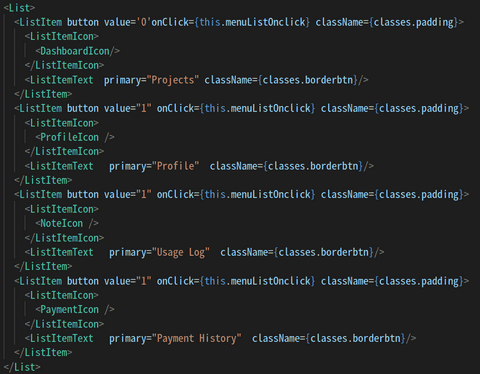 <List>
<ListItem button value='0'onClick={this.menuListOnclick} className={classes.padding}>
<ListItemIcon>
<DashboardIcon/>
</ListItemIcon>
<ListItemText  primary="Projects" className={classes.borderbtn}/>
</ListItem>
<ListItem button value="1" onClick={this.menuListOnclick} className={classes.padding}>
<ListItemIcon>
<ProfileIcon />
</ListItemIcon>
<ListItemText   primary="Profile"  className={classes.borderbtn}/>
</ListItem>
<ListItem button value="1" onClick={this.menuListOnclick} className={classes.padding}>
<ListItemIcon>
<NoteIcon />
</ListItemIcon>
<ListItemText   primary="Usage Log"  className={classes.borderbtn}/>
</ListItem>
<ListItem button value="1" onClick={this.menuListOnclick} className={classes.padding}>
<ListItemIcon>
<PaymentIcon />
</ListItemIcon>
<ListItemText   primary="Payment History"  className={classes.borderbtn}/>
</ListItem>
</List>